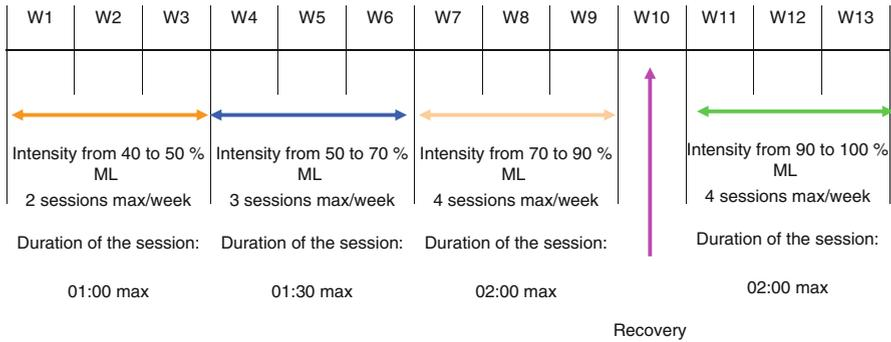 W1 W2 W3 W4 W5 W6 W7 W8 W9 W10 W11 W12 W13
Intensity from 40 to 50 %
ML
2 sessions max/week
Duration of the session:
01:00 max
Intensity from 50 to 70 %
ML
3 sessions max/week
Duration of the session:
01:30 max
Intensity from 70 to 90 %
ML
4 sessions max/week
Duration of the session:
02:00 max
Recovery
Intensity from 90 to 100 %
ML
4 sessions max/week
Duration of the session:
02:00 max